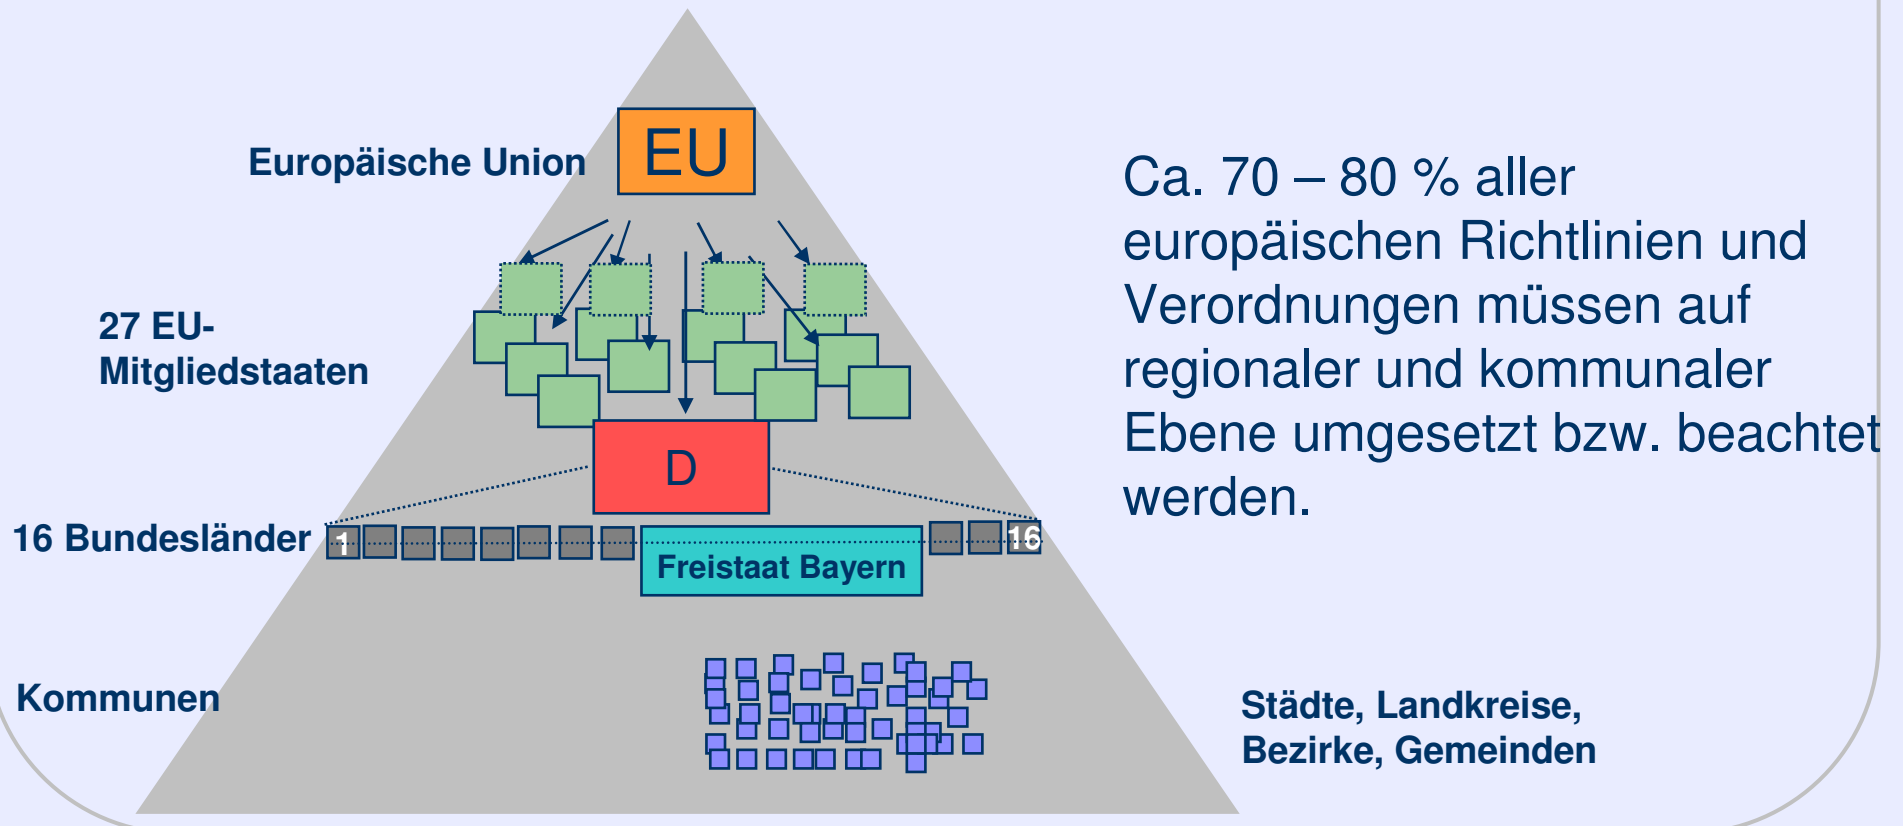 EU
Europäische Union
27 EU-
Mitgliedstaaten
D
16 Bundesländer
1
16
Freistaat Bayern
Kommunen
Städte, Landkreise,
Bezirke, Gemeinden
Ca. 70 – 80 % aller
europäischen Richtlinien und
Verordnungen müssen auf
regionaler und kommunaler
Ebene umgesetzt bzw. beachtet
werden.